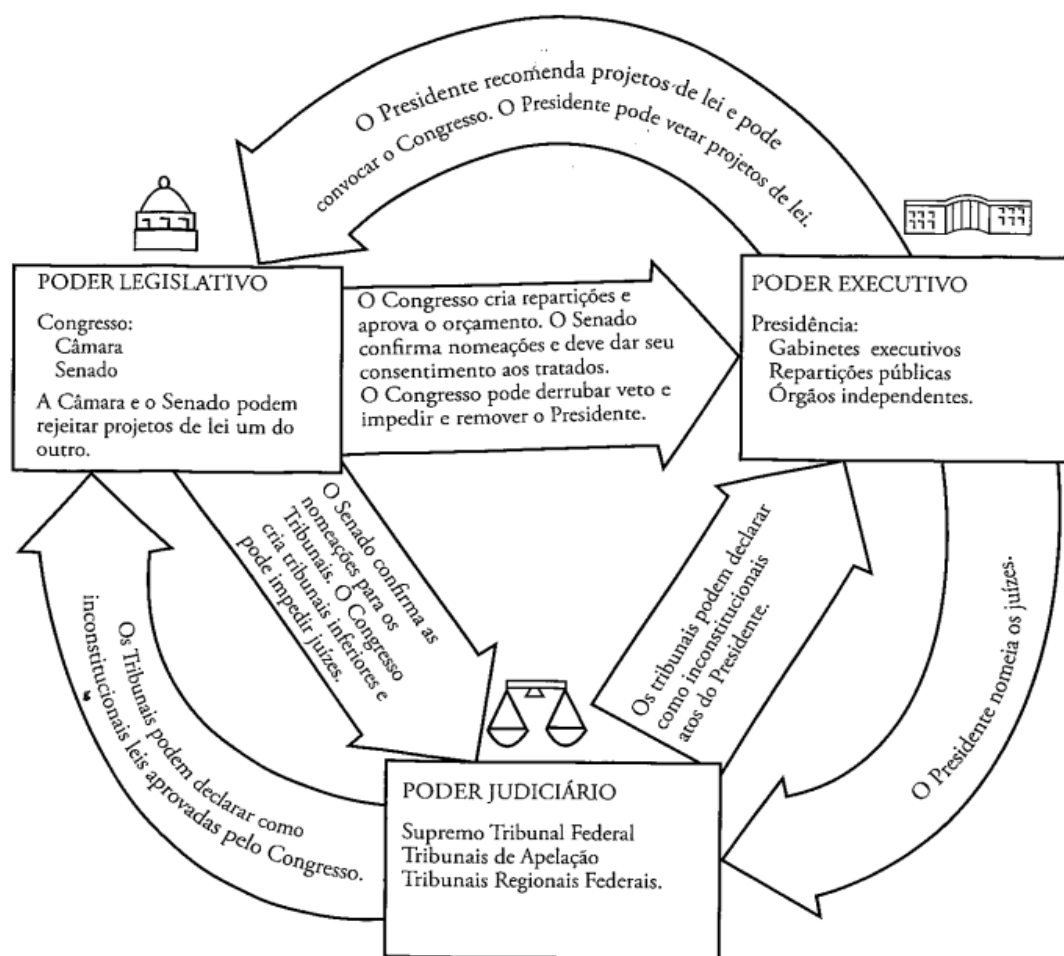 O Presidente recomenda projetos de lei e pode
convocar o Congresso. O Presidente pode vetar projetos de lei.
PODER LEGISLATIVO
Congresso:
Câmara
Senado
A Câmara e o Senado podem
rejeitar projetos de lei um do
outro.
O Congresso cria repartições e
aprova o orçamento. O Senado
confirma nomeações e deve dar seu
consentimento aos tratados.
O Congresso pode derrubar veto e
impedir e remover o Presidente.
PODER EXECUTIVO
Presidência:
Gabinetes executivos
Repartições públicas
Órgãos independentes.
O Senado confirma as
nomeações para os
Tribunais. O Congresso
cria tribunais inferiores e
pode impedir juízes.
Os tribunais podem declarar
como inconstitucionais
atos do Presidente.
O Presidente nomeia os juízes.
Os Tribunais podem declarar como
inconstitucionais leis aprovadas pelo Congresso.
PODER JUDICIÁRIO
Supremo Tribunal Federal
Tribunais de Apelação
Tribunais Regionais Federais.